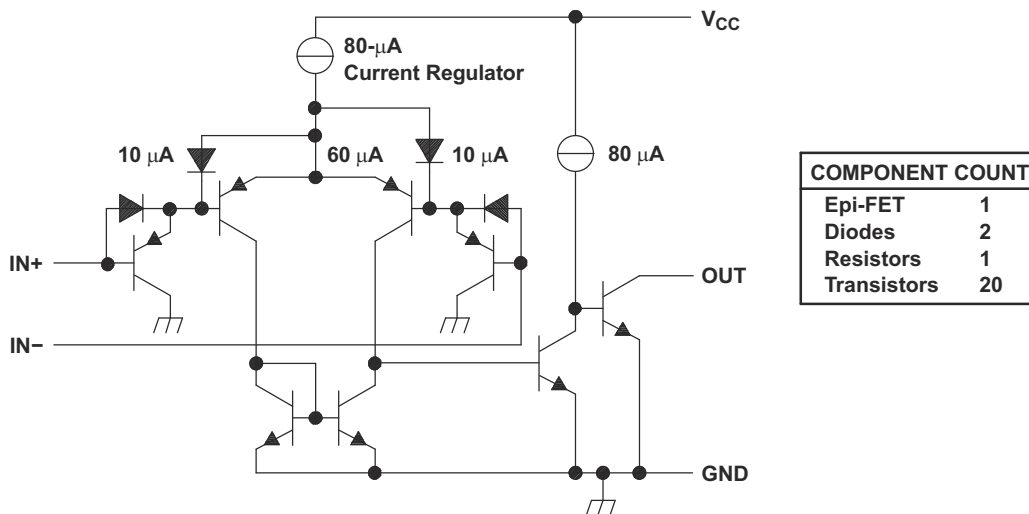 V_CC
80-μA
Current Regulator
10 μA
60 μA
10 μA
80 μA
COMPONENT COUNT
Epi-FET 1
Diodes 2
Resistors 1
Transistors 20
IN+
OUT
IN−
GND